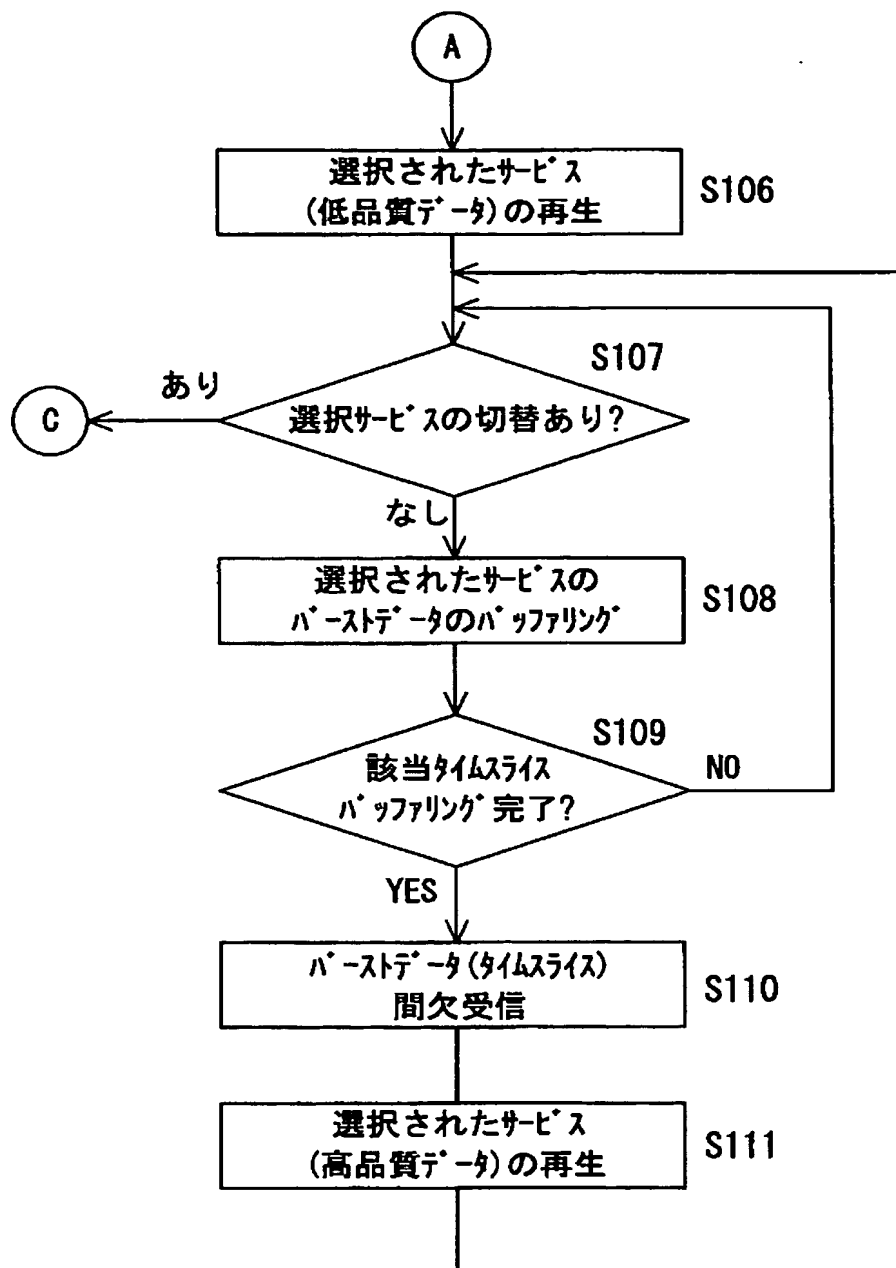 A
選択されたサービス
(低品質データ)の再生
S106
S107
あり
C
選択サービスの切替あり?
なし
選択されたサービスの
バーストデータのバッファリング
S108
S109
該当タイムスライス
バッファリング完了?
NO
YES
バーストデータ(タイムスライス)
間欠受信
S110
選択されたサービス
(高品質データ)の再生
S111